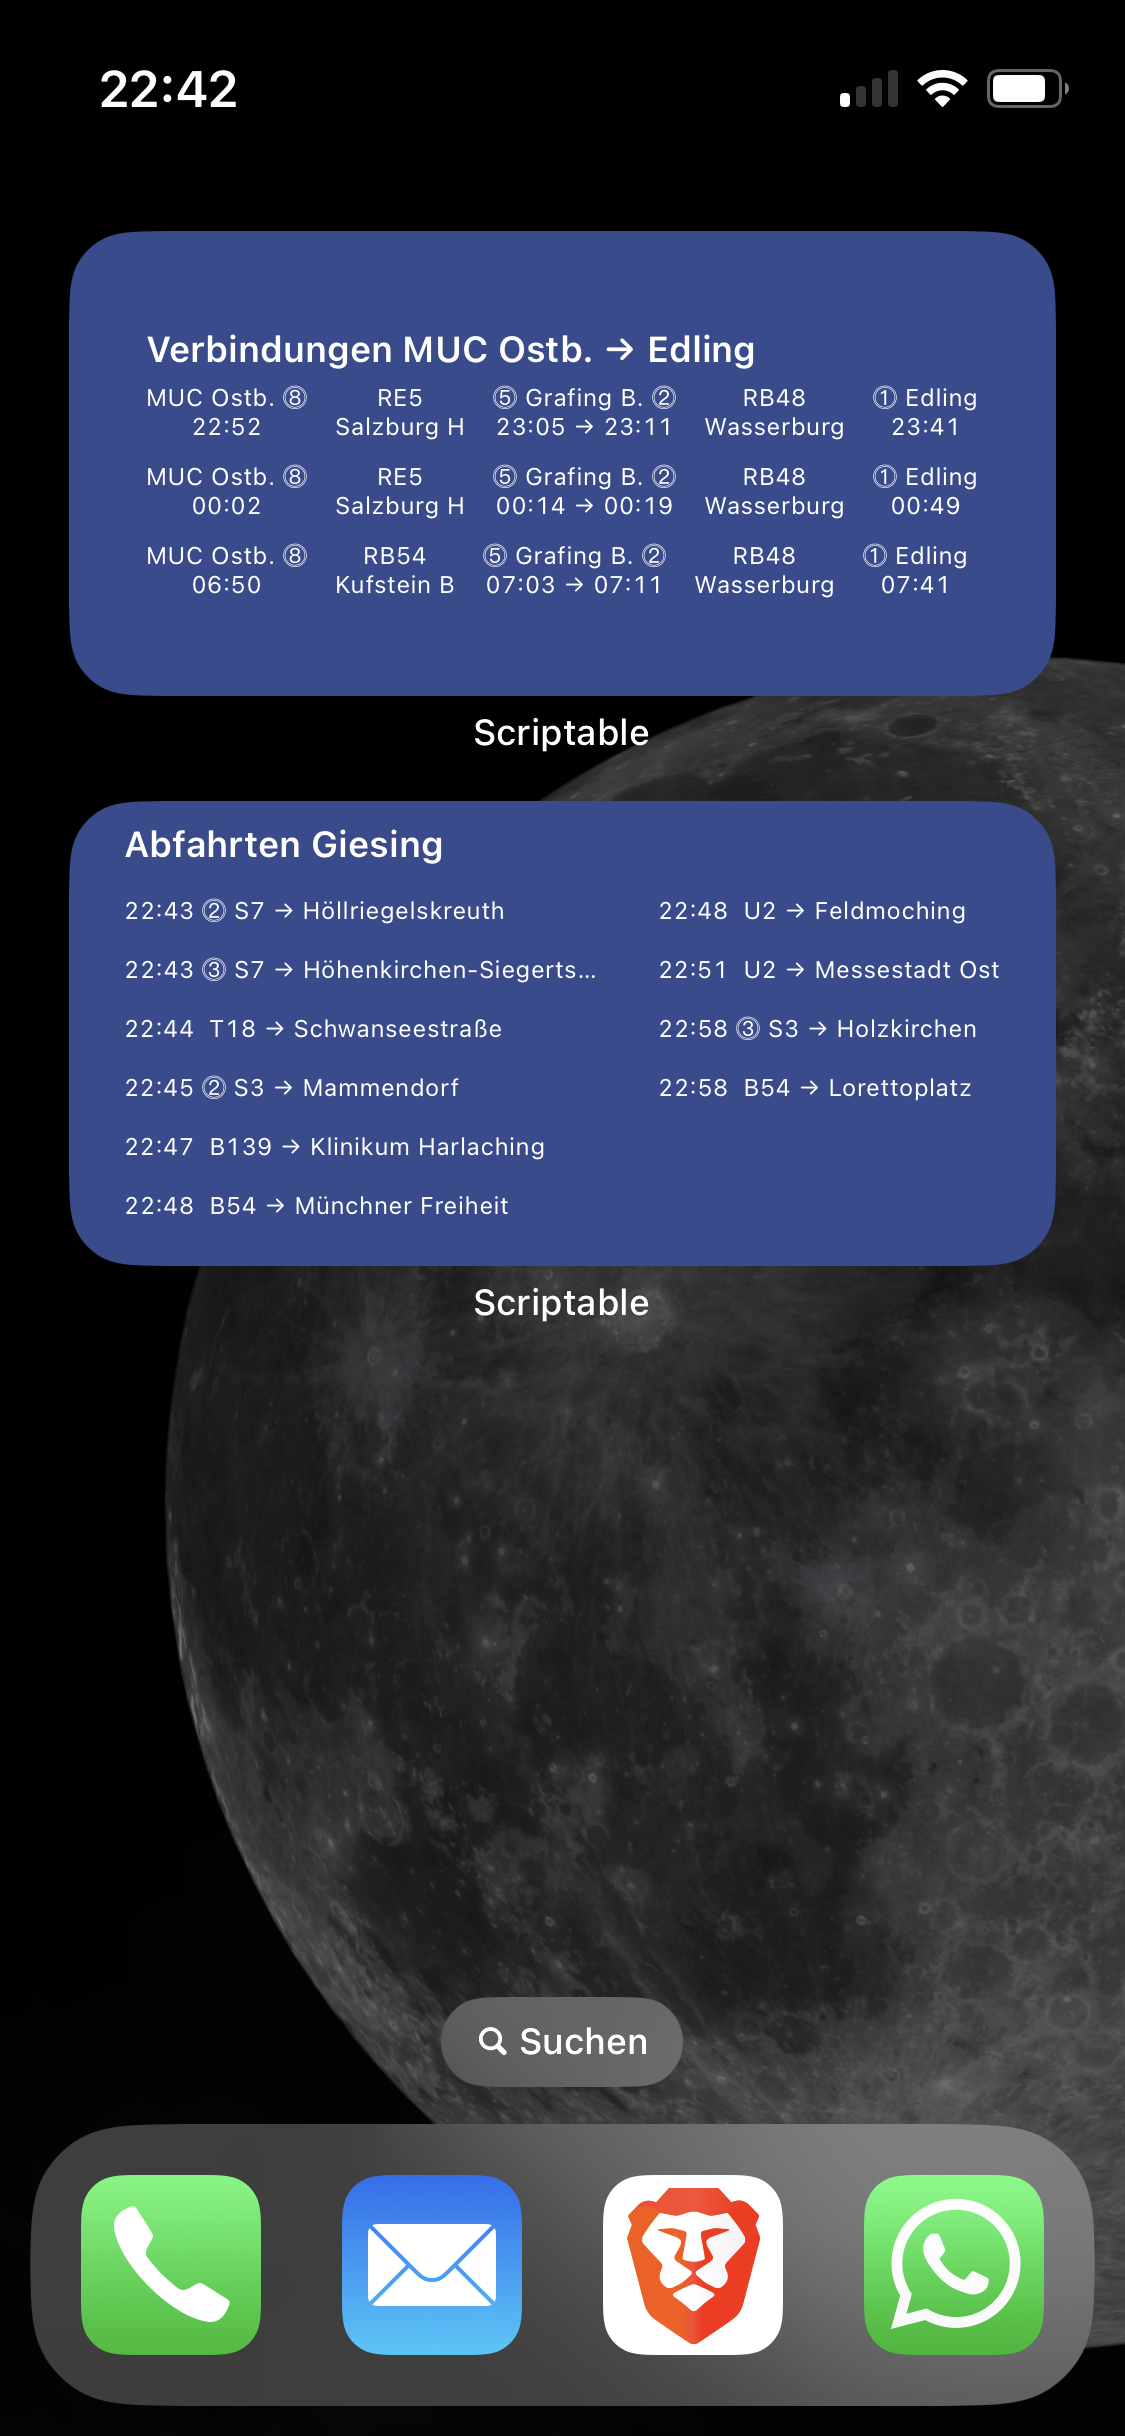 22:42
Verbindungen MUC Ostb. → Edling
MUC Ostb. ⑧ RE5 ⑤ Grafing B. ② RB48 ① Edling
22:52 Salzburg H 23:05 → 23:11 Wasserburg 23:41
MUC Ostb. ⑧ RE5 ⑤ Grafing B. ② RB48 ① Edling
00:02 Salzburg H 00:14 → 00:19 Wasserburg 00:49
MUC Ostb. ⑧ RB54 ⑤ Grafing B. ② RB48 ① Edling
06:50 Kufstein B 07:03 → 07:11 Wasserburg 07:41
Scriptable
Abfahrten Giesing
22:43 ② S7 → Höllriegelskreuth
22:43 ③ S7 → Höhenkirchen-Siegerts...
22:44 T18 → Schwanseestraße
22:45 ② S3 → Mammendorf
22:47 B139 → Klinikum Harlaching
22:48 B54 → Münchner Freiheit
22:48 U2 → Feldmoching
22:51 U2 → Messestadt Ost
22:58 ③ S3 → Holzkirchen
22:58 B54 → Lorettoplatz
Scriptable
Suchen